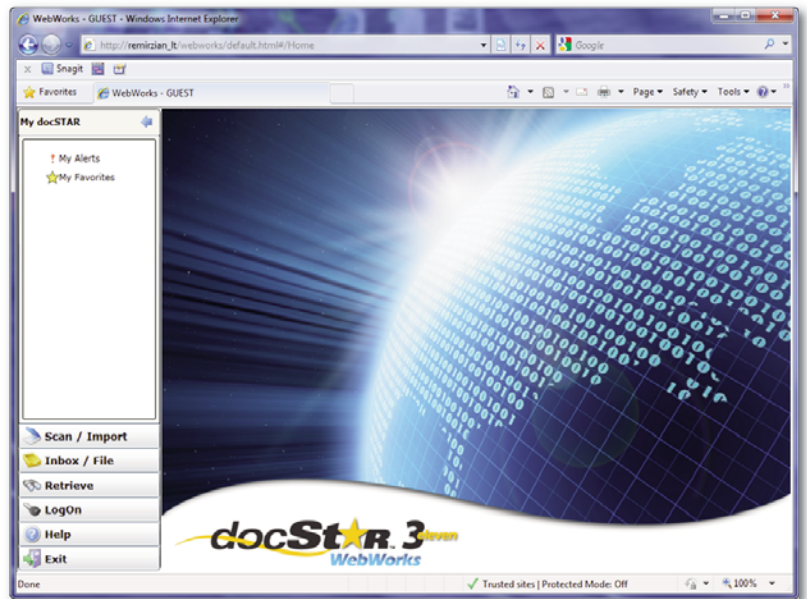 WebWorks - GUEST - Windows Internet Explorer
http://remirzian_lt/webworks/default.html#/Home
Google
x Snagit
Favorites WebWorks - GUEST Page Safety Tools
My docSTAR
! My Alerts
My Favorites
Scan / Import
Inbox / File
Retrieve
LogOn
Help
Exit
docSTAR 3 eleven
WebWorks
Done Trusted sites | Protected Mode: Off 100%